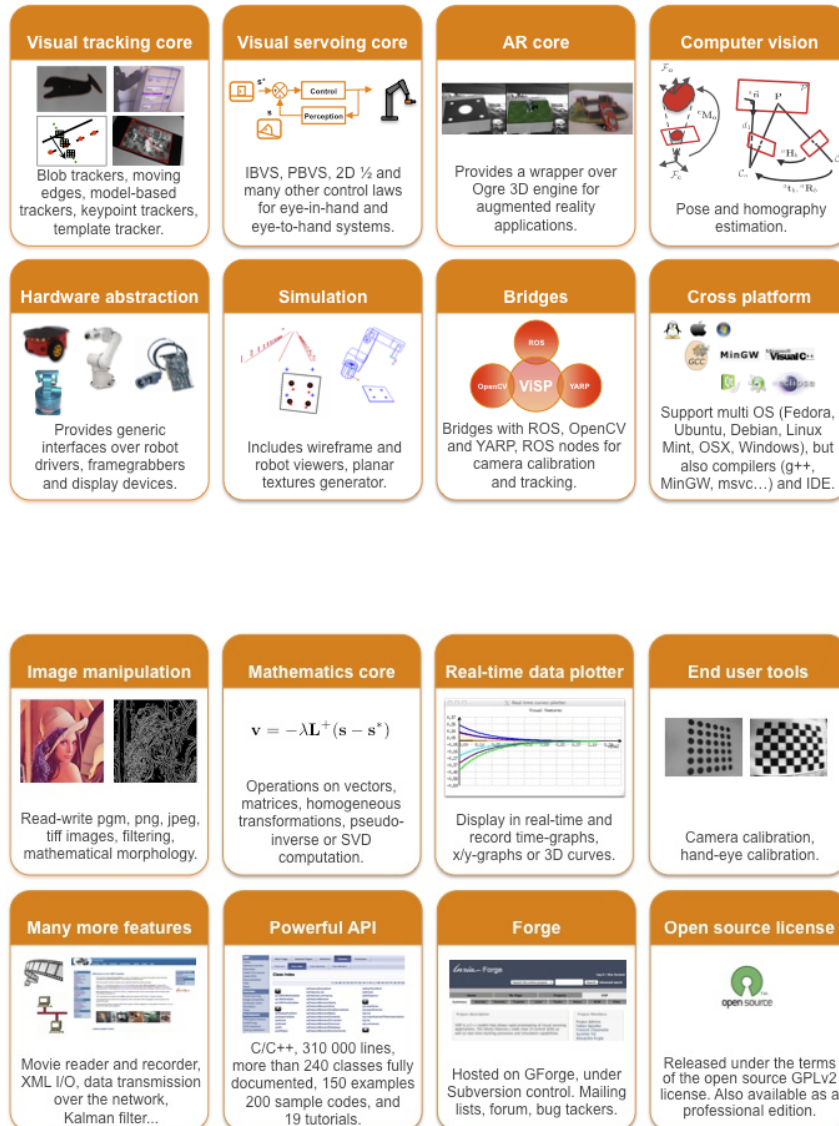 Visual tracking core
Blob trackers, moving
edges, model-based
trackers, keypoint trackers,
template tracker.
Visual servoing core
s*
Control
Perception
s
IBVS, PBVS, 2D ½ and
many other control laws
for eye-in-hand and
eye-to-hand systems.
AR core
Provides a wrapper over
Ogre 3D engine for
augmented reality
applications.
Computer vision
P
Pose and homography
estimation.
Hardware abstraction
Provides generic
interfaces over robot
drivers, framegrabbers
and display devices.
Simulation
Includes wireframe and
robot viewers, planar
textures generator.
Bridges
ROS
OpenCV ViSP YARP
Bridges with ROS, OpenCV
and YARP, ROS nodes for
camera calibration
and tracking.
Cross platform
GCC MinGW Microsoft Visual C++
eclipse
Support multi OS (Fedora,
Ubuntu, Debian, Linux
Mint, OSX, Windows), but
also compilers (g++,
MinGW, msvc...) and IDE.
Image manipulation
Read-write pgm, png, jpeg,
tiff images, filtering,
mathematical morphology.
Mathematics core
v = −λL⁺(s − s*)
Operations on vectors,
matrices, homogeneous
transformations, pseudo-
inverse or SVD
computation.
Real-time data plotter
Display in real-time and
record time-graphs,
x/y-graphs or 3D curves.
End user tools
Camera calibration,
hand-eye calibration.
Many more features
Movie reader and recorder,
XML I/O, data transmission
over the network,
Kalman filter...
Powerful API
Class Index
C/C++, 310 000 lines,
more than 240 classes fully
documented, 150 examples
200 sample codes, and
19 tutorials.
Forge
Forge
Hosted on GForge, under
Subversion control. Mailing
lists, forum, bug tackers.
Open source license
open source
Released under the terms
of the open source GPLv2
license. Also available as a
professional edition.